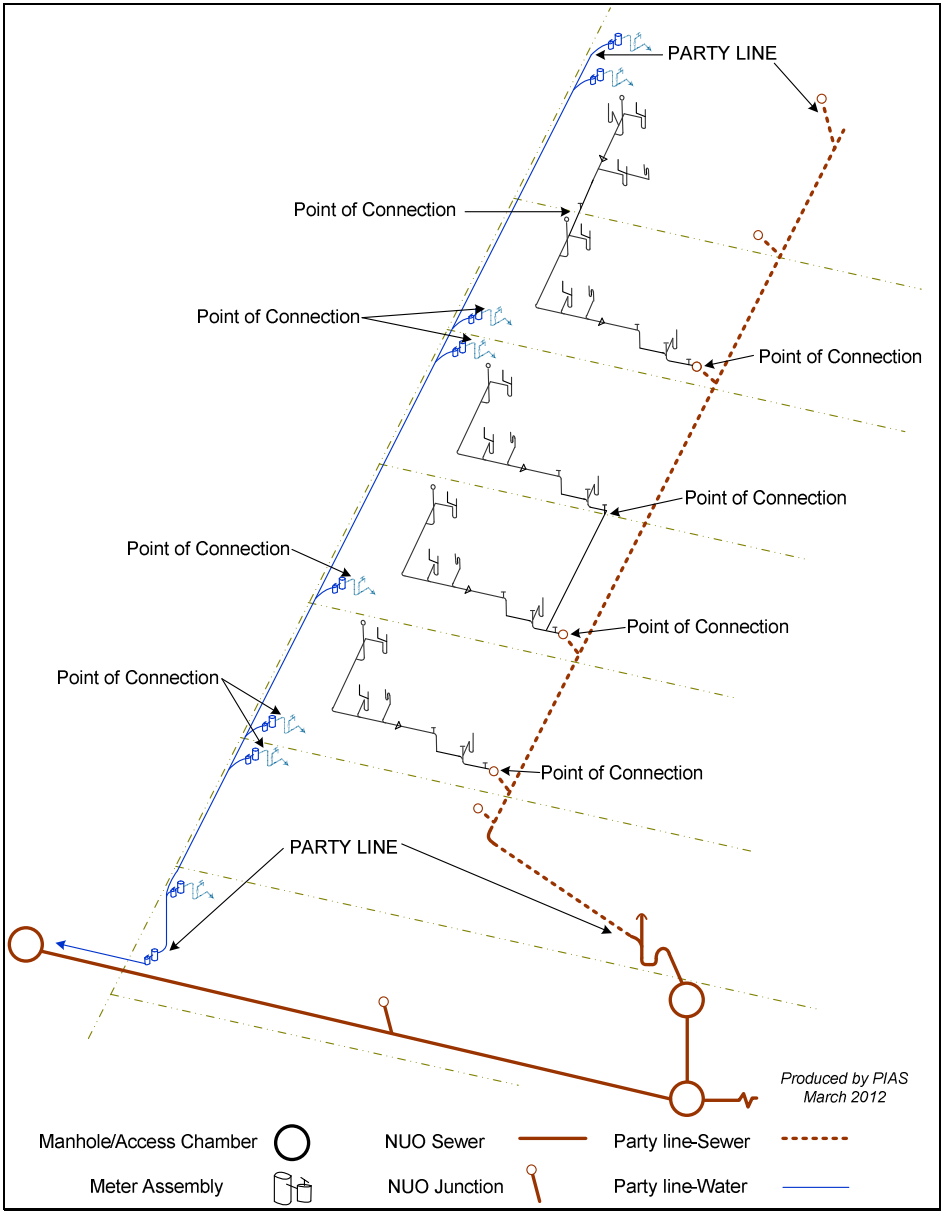 PARTY LINE
Point of Connection
Point of Connection
Point of Connection
Point of Connection
Point of Connection
Point of Connection
Point of Connection
Point of Connection
PARTY LINE
Produced by PIAS
March 2012
Manhole/Access Chamber
NUO Sewer
Party line-Sewer
Meter Assembly
NUO Junction
Party line-Water